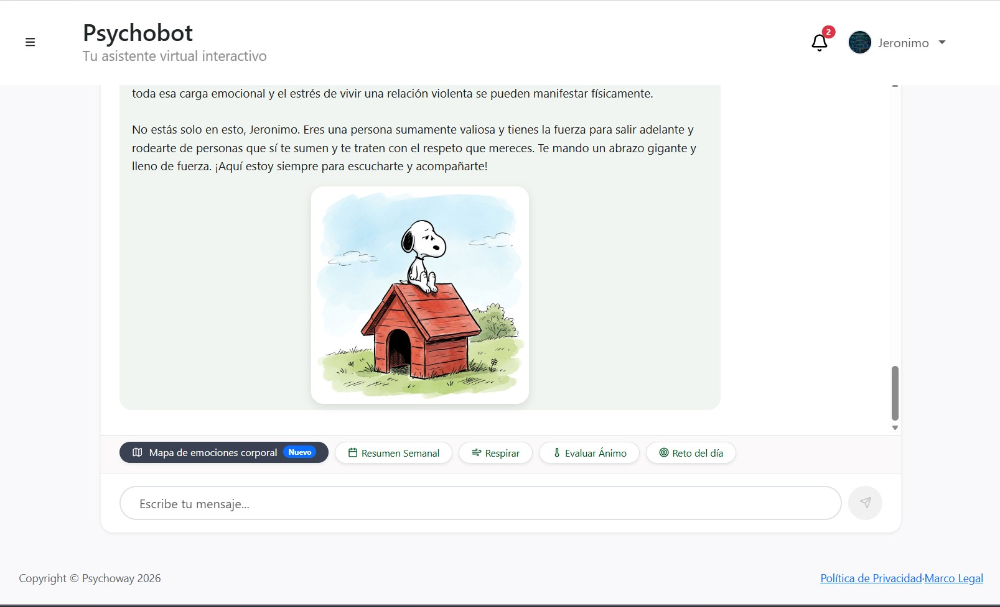 Psychobot
Tu asistente virtual interactivo
2
Jeronimo
toda esa carga emocional y el estrés de vivir una relación violenta se pueden manifestar físicamente.
No estás solo en esto, Jeronimo. Eres una persona sumamente valiosa y tienes la fuerza para salir adelante y
rodearte de personas que sí te sumen y te traten con el respeto que mereces. Te mando un abrazo gigante y
lleno de fuerza. ¡Aquí estoy siempre para escucharte y acompañarte!
Mapa de emociones corporal Nuevo
Resumen Semanal
Respirar
Evaluar Ánimo
Reto del día
Escribe tu mensaje...
Copyright © Psychoway 2026
Política de Privacidad·Marco Legal